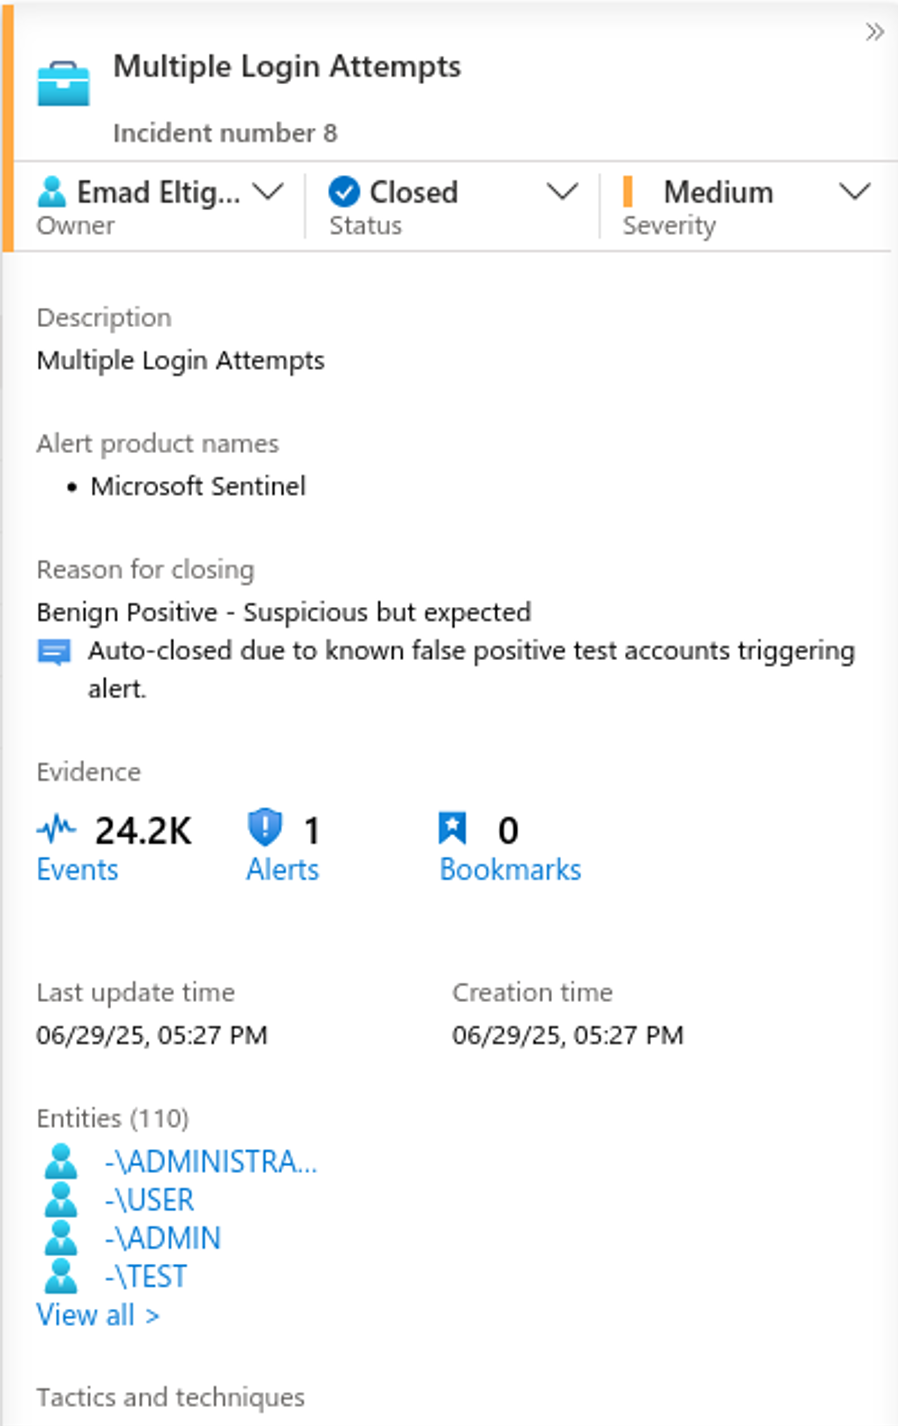 Multiple Login Attempts
Incident number 8
Emad Eltig... Closed Medium
Owner Status Severity
Description
Multiple Login Attempts
Alert product names
• Microsoft Sentinel
Reason for closing
Benign Positive - Suspicious but expected
Auto-closed due to known false positive test accounts triggering
alert.
Evidence
24.2K 1 0
Events Alerts Bookmarks
Last update time Creation time
06/29/25, 05:27 PM 06/29/25, 05:27 PM
Entities (110)
-\ADMINISTRA...
-\USER
-\ADMIN
-\TEST
View all >
Tactics and techniques